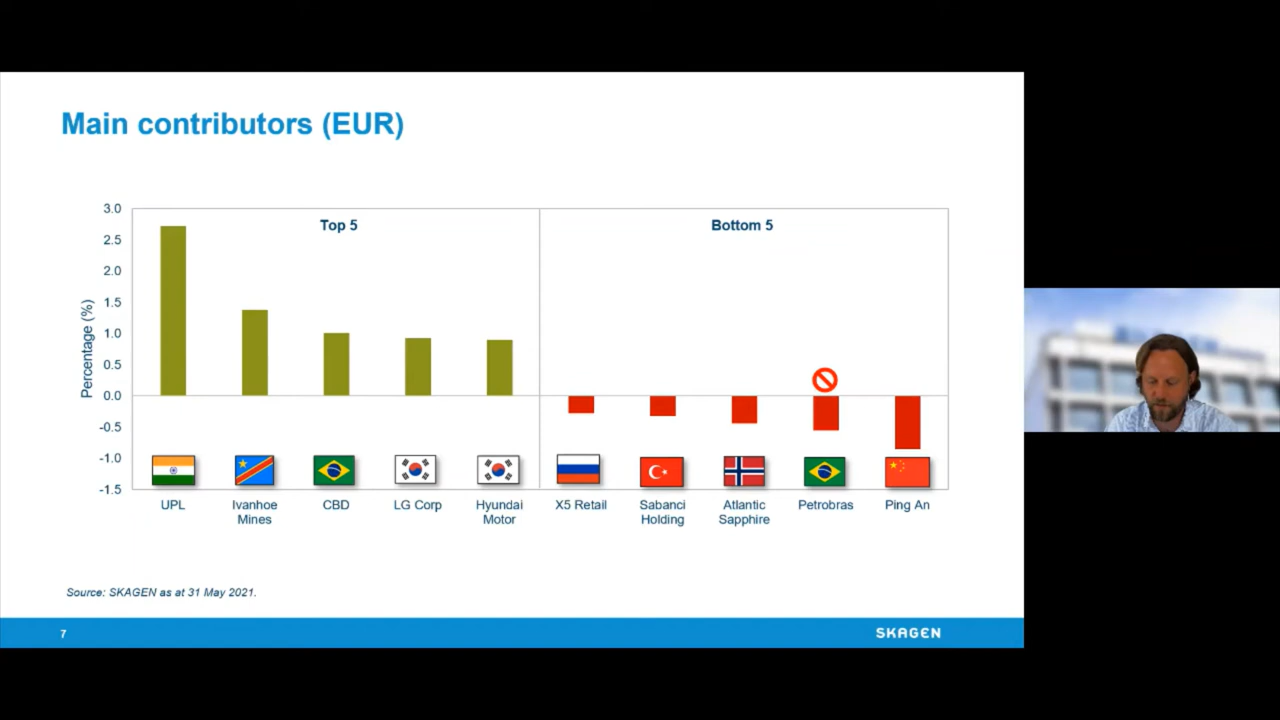 Main contributors (EUR)
Percentage (%)
3.0
2.5
2.0
1.5
1.0
0.5
0.0
-0.5
-1.0
-1.5
Top 5
Bottom 5
UPL
Ivanhoe
Mines
CBD
LG Corp
Hyundai
Motor
X5 Retail
Sabanci
Holding
Atlantic
Sapphire
Petrobras
Ping An
Source: SKAGEN as at 31 May 2021.
7
SKAGEN